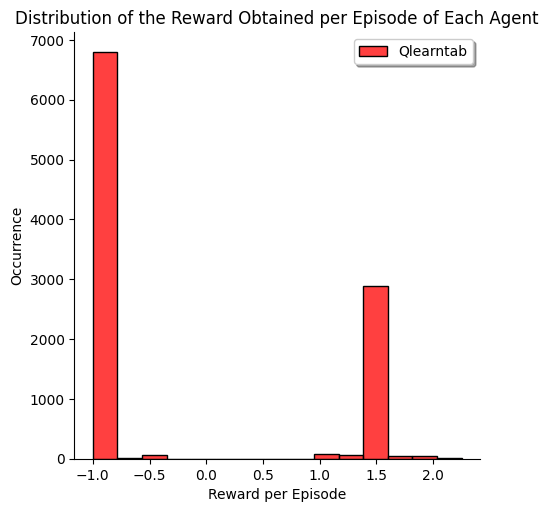 Distribution of the Reward Obtained per Episode of Each Agent
Qlearntab
7000
6000
5000
4000
3000
2000
1000
0
Occurrence
−1.0 −0.5 0.0 0.5 1.0 1.5 2.0
Reward per Episode